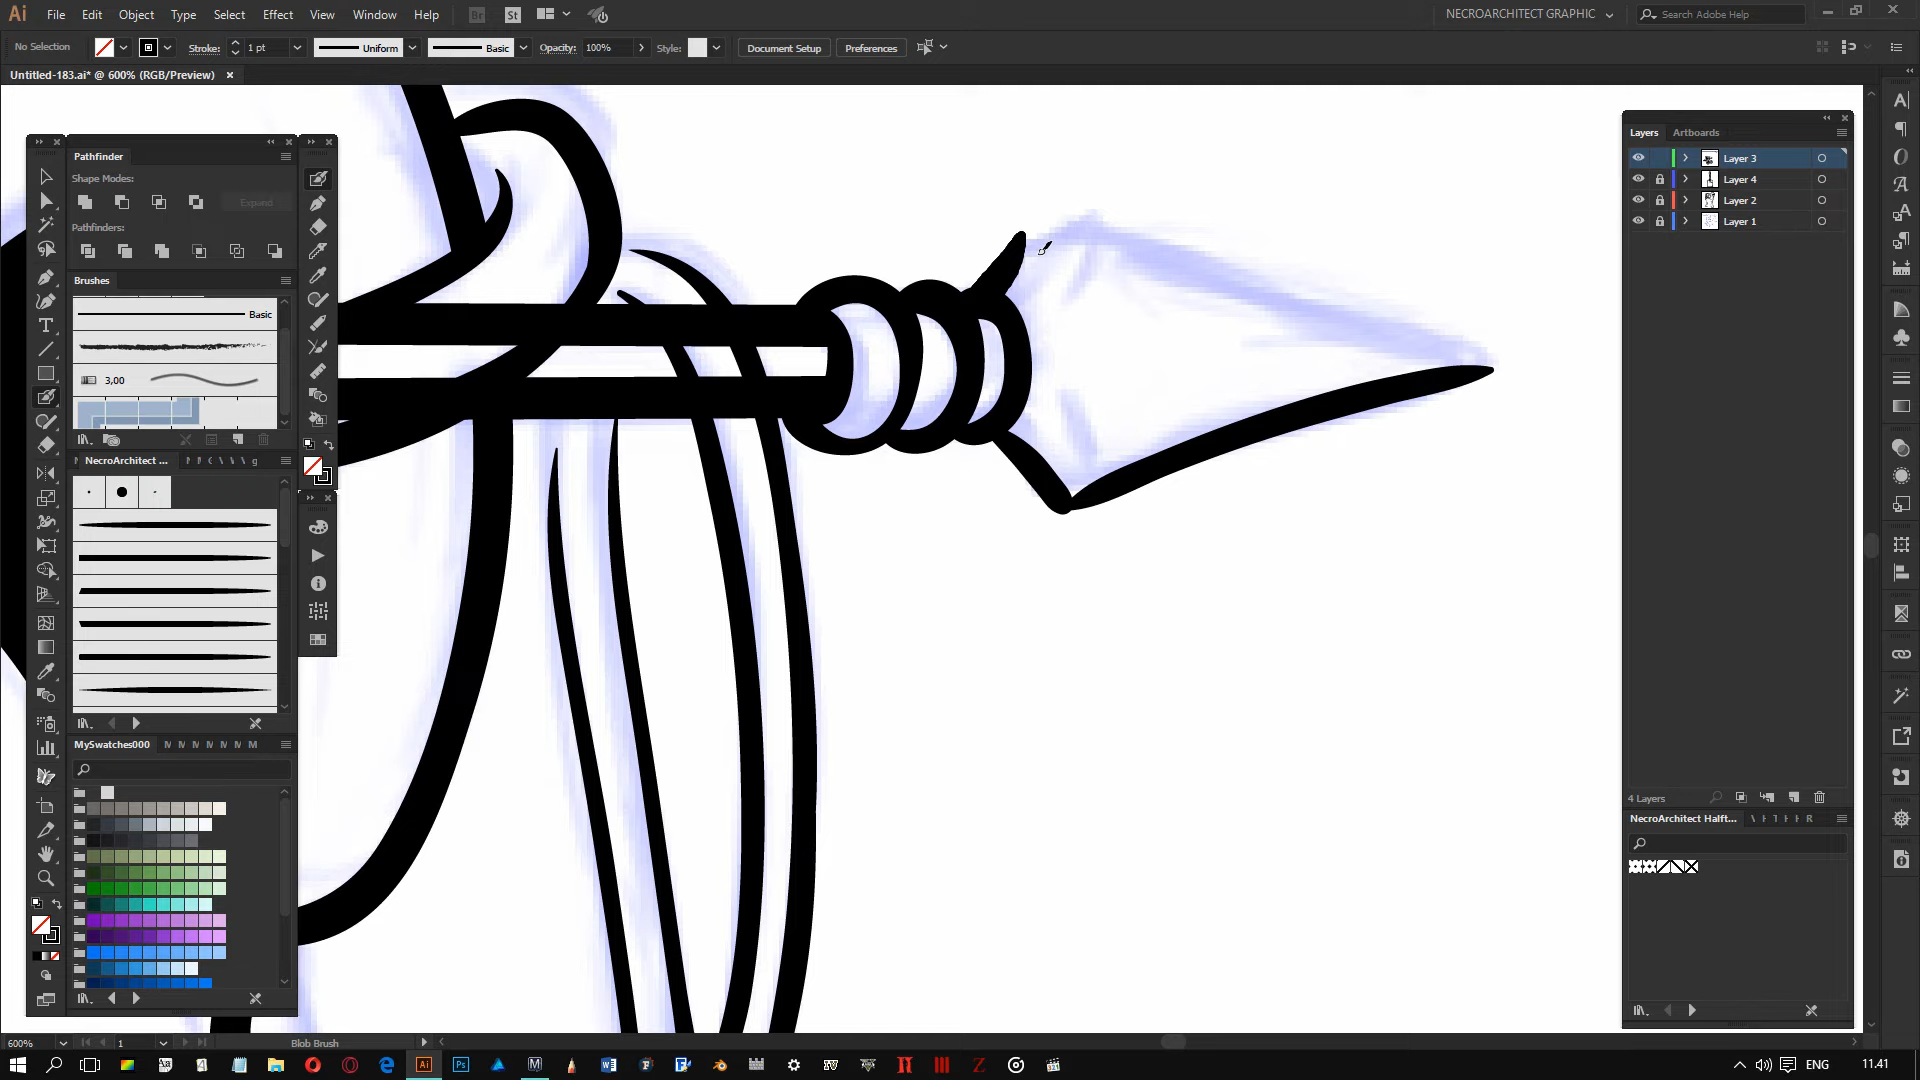 Ai File Edit Object Type Select Effect View Window Help Br St NECROARCHITECT GRAPHIC Search Adobe Help
No Selection Stroke: 1 pt Uniform Basic Opacity: 100% Style: Document Setup Preferences
Untitled-183.ai* @ 600% (RGB/Preview)
Pathfinder
Shape Modes:
Expand
Pathfinders:
Brushes
Basic
3,00
NecroArchitect ...
MySwatches000 M M M M M M M
Layers Artboards
Layer 3
Layer 4
Layer 2
Layer 1
4 Layers
NecroArchitect Halft...
600% 1 Blob Brush
ENG 11.41